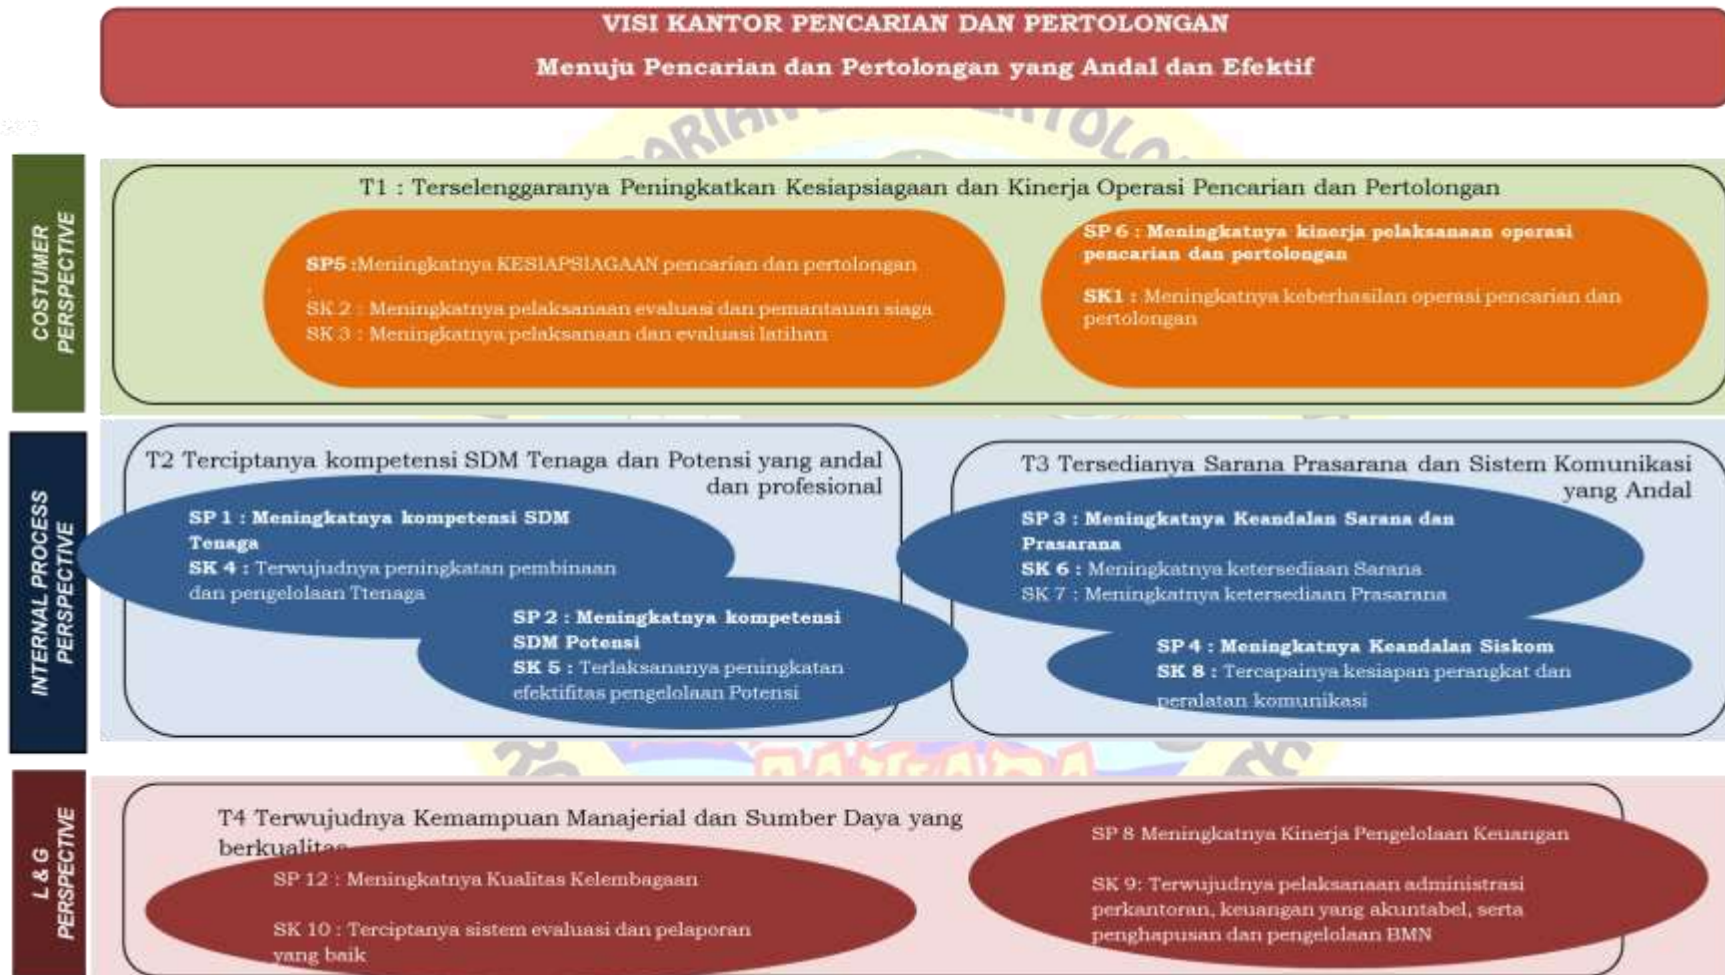 VISI KANTOR PENCARIAN DAN PERTOLONGAN
Menuju Pencarian dan Pertolongan yang Andal dan Efektif
COSTUMER
PERSPECTIVE
T1 : Terselenggaranya Peningkatkan Kesiapsiagaan dan Kinerja Operasi Pencarian dan Pertolongan
SP5 :Meningkatnya KESIAPSIAGAAN pencarian dan pertolongan
.
SK 2 : Meningkatnya pelaksanaan evaluasi dan pemantauan siaga
SK 3 : Meningkatnya pelaksanaan dan evaluasi latihan
SP 6 : Meningkatnya kinerja pelaksanaan operasi
pencarian dan pertolongan
SK1 : Meningkatnya keberhasilan operasi pencarian dan
pertolongan
INTERNAL PROCESS
PERSPECTIVE
T2 Terciptanya kompetensi SDM Tenaga dan Potensi yang andal
dan profesional
SP 1 : Meningkatnya kompetensi SDM
Tenaga
SK 4 : Terwujudnya peningkatan pembinaan
dan pengelolaan Ttenaga
SP 2 : Meningkatnya kompetensi
SDM Potensi
SK 5 : Terlaksananya peningkatan
efektifitas pengelolaan Potensi
T3 Tersedianya Sarana Prasarana dan Sistem Komunikasi
yang Andal
SP 3 : Meningkatnya Keandalan Sarana dan
Prasarana
SK 6 : Meningkatnya ketersediaan Sarana
SK 7 : Meningkatnya ketersediaan Prasarana
SP 4 : Meningkatnya Keandalan Siskom
SK 8 : Tercapainya kesiapan perangkat dan
peralatan komunikasi
L & G
PERSPECTIVE
T4 Terwujudnya Kemampuan Manajerial dan Sumber Daya yang
berkualitas
SP 12 : Meningkatnya Kualitas Kelembagaan
SK 10 : Terciptanya sistem evaluasi dan pelaporan
yang baik
SP 8 Meningkatnya Kinerja Pengelolaan Keuangan
SK 9: Terwujudnya pelaksanaan administrasi
perkantoran, keuangan yang akuntabel, serta
penghapusan dan pengelolaan BMN